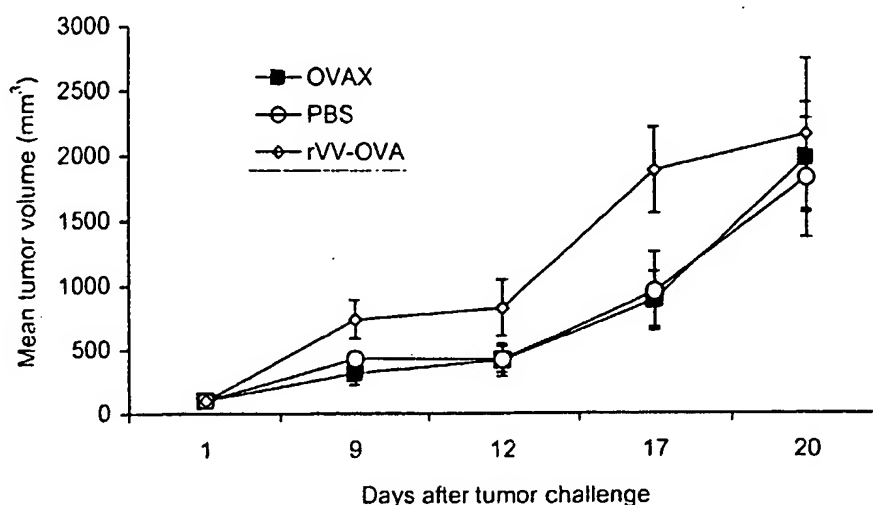 3000
2500
2000
1500
1000
500
0
Mean tumor volume (mm³)
OVAX
PBS
rVV-OVA
1 9 12 17 20
Days after tumor challenge